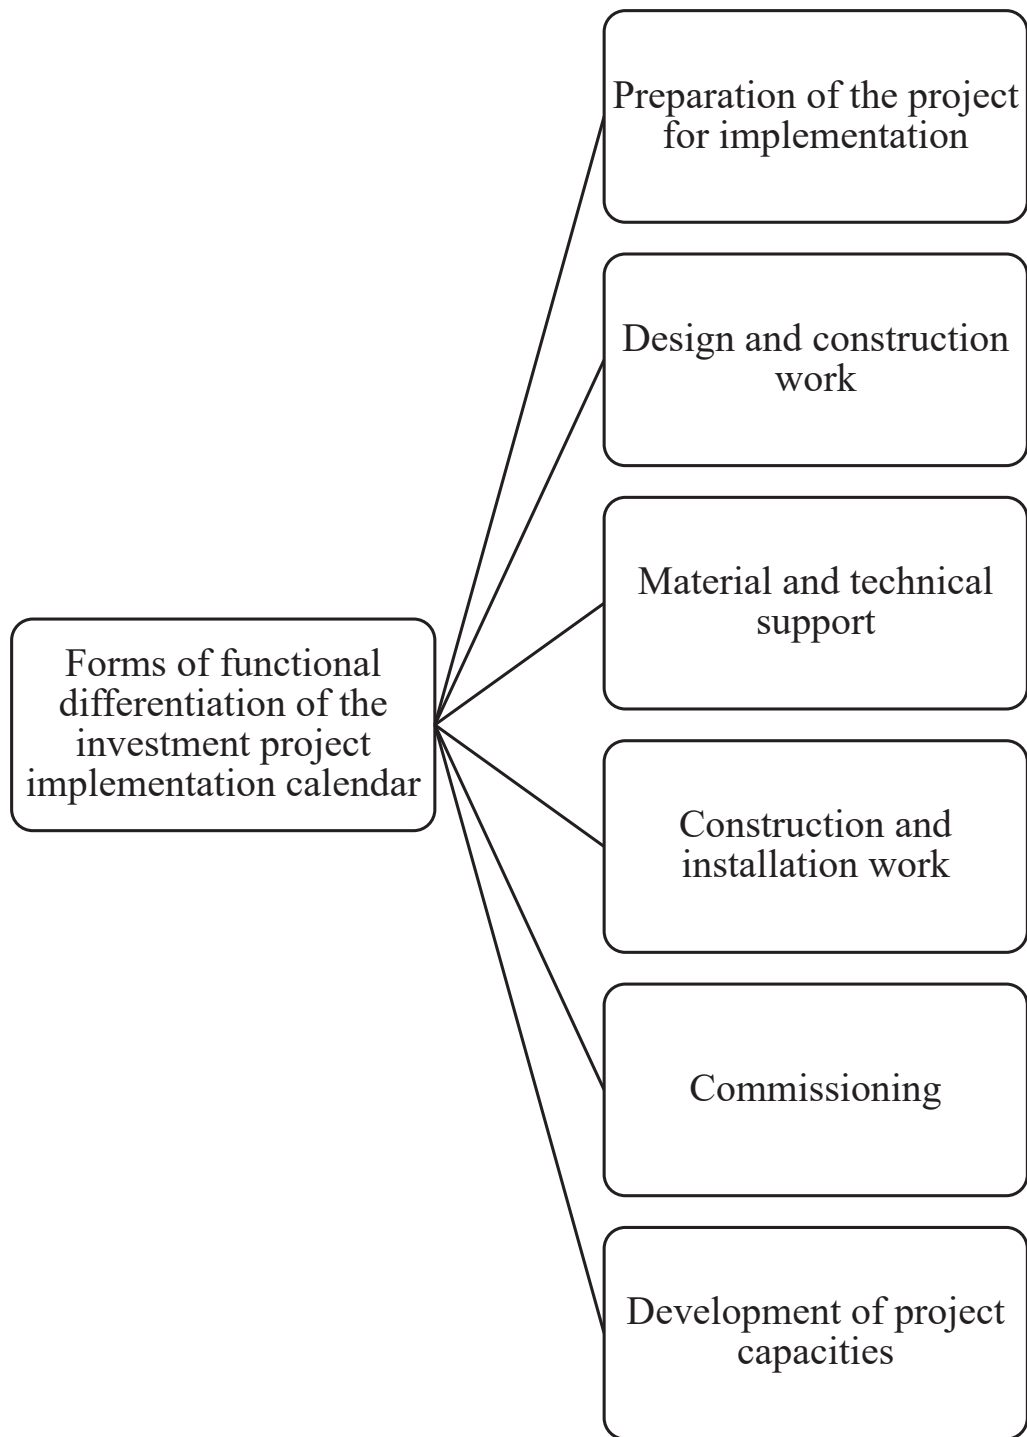 Preparation of the project
for implementation
Design and construction
work
Material and technical
support
Forms of functional
differentiation of the
investment project
implementation calendar
Construction and
installation work
Commissioning
Development of project
capacities